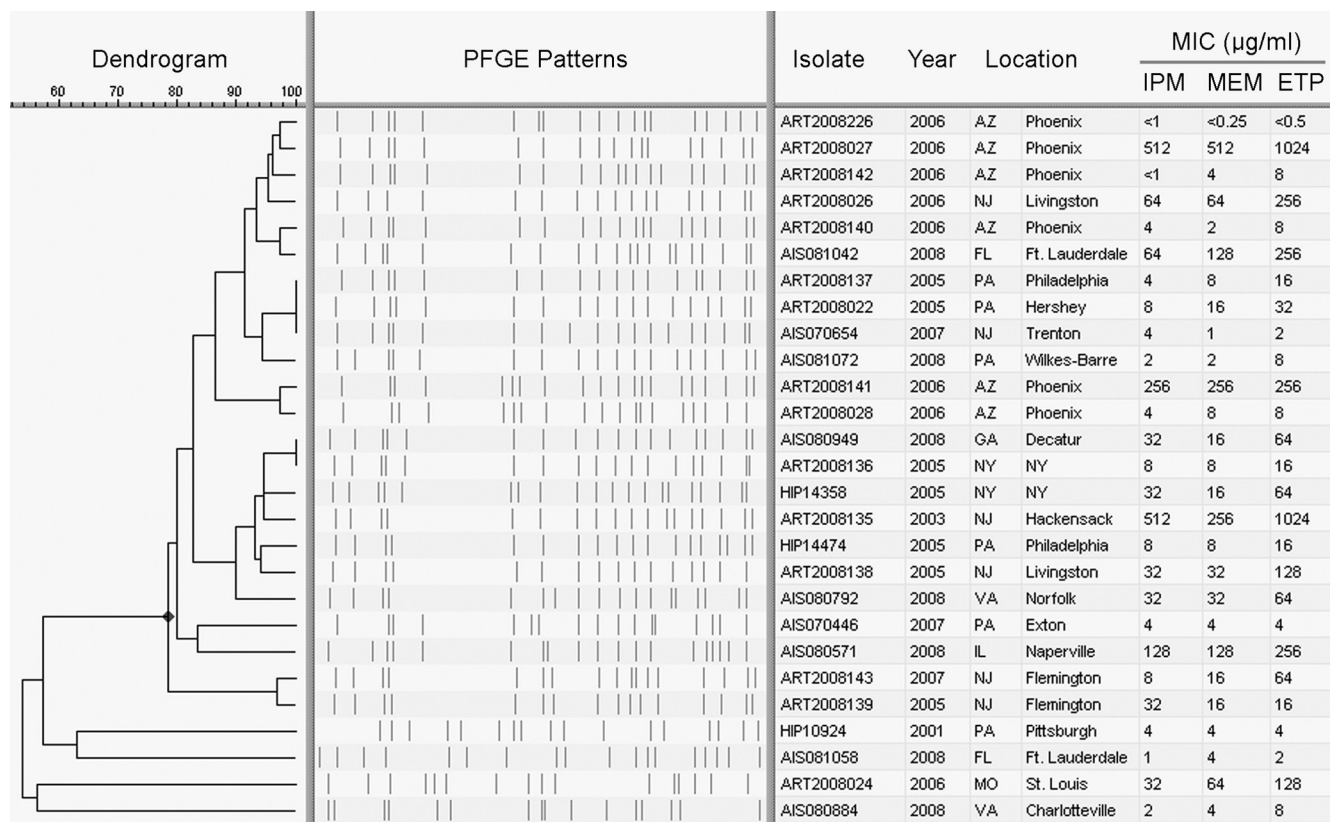 Dendrogram PFGE Patterns Isolate Year Location MIC (µg/ml)
60 70 80 90 100 IPM MEM ETP
ART2008226 2006 AZ Phoenix <1 <0.25 <0.5
ART2008027 2006 AZ Phoenix 512 512 1024
ART2008142 2006 AZ Phoenix <1 4 8
ART2008026 2006 NJ Livingston 64 64 256
ART2008140 2006 AZ Phoenix 4 2 8
AIS081042 2008 FL Ft. Lauderdale 64 128 256
ART2008137 2005 PA Philadelphia 4 8 16
ART2008022 2005 PA Hershey 8 16 32
AIS070654 2007 NJ Trenton 4 1 2
AIS081072 2008 PA Wilkes-Barre 2 2 8
ART2008141 2006 AZ Phoenix 256 256 256
ART2008028 2006 AZ Phoenix 4 8 8
AIS080949 2008 GA Decatur 32 16 64
ART2008136 2005 NY NY 8 8 16
HIP14358 2005 NY NY 32 16 64
ART2008135 2003 NJ Hackensack 512 256 1024
HIP14474 2005 PA Philadelphia 8 8 16
ART2008138 2005 NJ Livingston 32 32 128
AIS080792 2008 VA Norfolk 32 32 64
AIS070446 2007 PA Exton 4 4 4
AIS080571 2008 IL Naperville 128 128 256
ART2008143 2007 NJ Flemington 8 16 64
ART2008139 2005 NJ Flemington 32 16 16
HIP10924 2001 PA Pittsburgh 4 4 4
AIS081058 2008 FL Ft. Lauderdale 1 4 2
ART2008024 2006 MO St. Louis 32 64 128
AIS080884 2008 VA Charlotteville 2 4 8